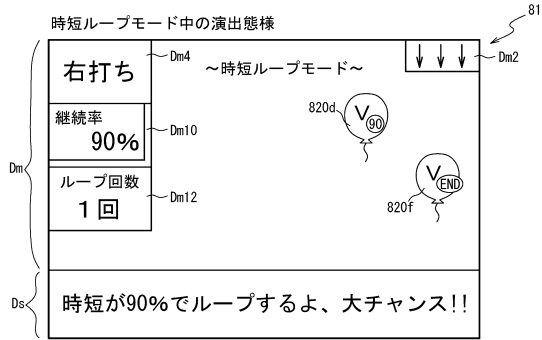 時短ループモード中の演出態様
81
右打ち
Dm4
～時短ループモード～
↓ ↓ ↓
Dm2
継続率
90%
Dm10
820d
V
90
Dm
ループ回数
1回
Dm12
V
END
820f
Ds
時短が90%でループするよ、大チャンス!!